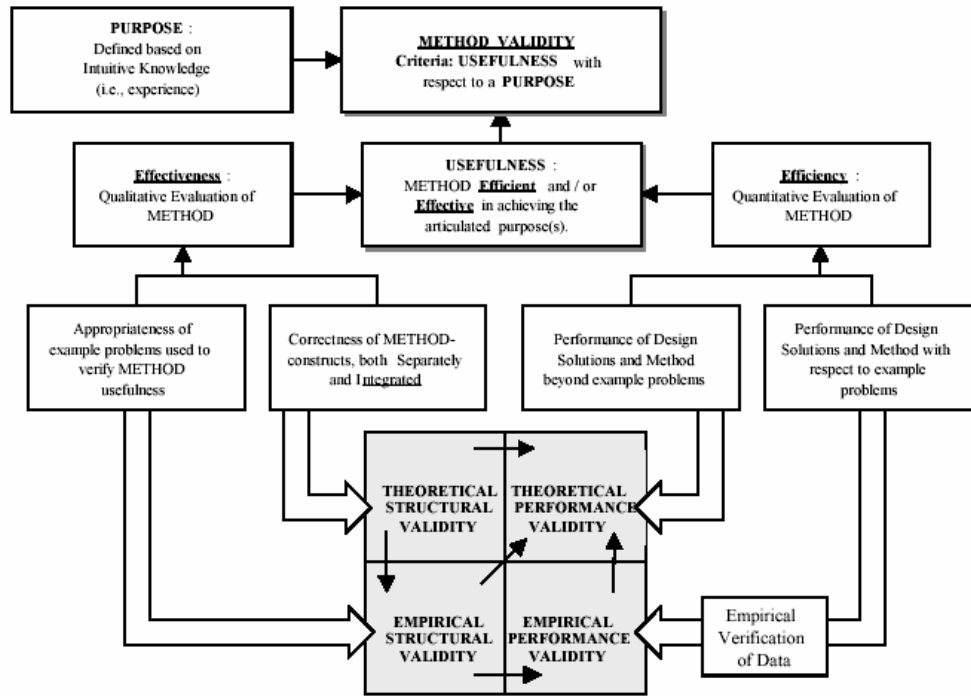 PURPOSE :
Defined based on
Intuitive Knowledge
(i.e., experience)
METHOD VALIDITY
Criteria: USEFULNESS with
respect to a PURPOSE
Effectiveness :
Qualitative Evaluation of
METHOD
USEFULNESS :
METHOD Efficient and / or
Effective in achieving the
articulated purpose(s).
Efficiency :
Quantitative Evaluation of
METHOD
Appropriateness of
example problems used to
verify METHOD
usefulness
Correctness of METHOD-
constructs, both Separately
and Integrated
Performance of Design
Solutions and Method
beyond example problems
Performance of Design
Solutions and Method with
respect to example
problems
THEORETICAL
STRUCTURAL
VALIDITY
THEORETICAL
PERFORMANCE
VALIDITY
EMPIRICAL
STRUCTURAL
VALIDITY
EMPIRICAL
PERFORMANCE
VALIDITY
Empirical
Verification
of Data